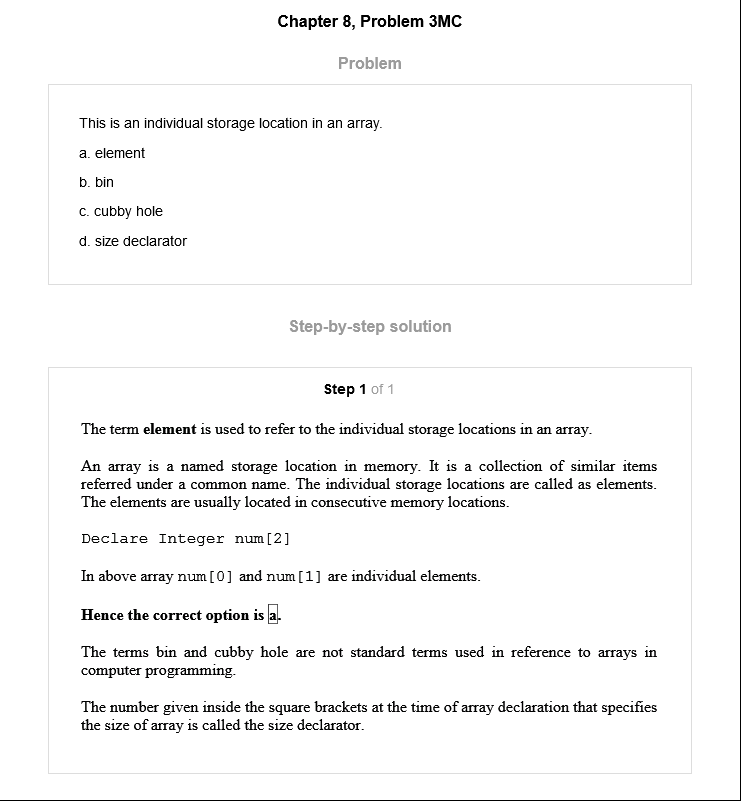 Chapter 8, Problem 3MC
Problem
This is an individual storage location in an array.
a. element
b. bin
c. cubby hole
d. size declarator
Step-by-step solution
Step 1 of 1
The term element is used to refer to the individual storage locations in an array.
An array is a named storage location in memory. It is a collection of similar items
referred under a common name. The individual storage locations are called as elements.
The elements are usually located in consecutive memory locations.
Declare Integer num[2]
In above array num[0] and num[1] are individual elements.
Hence the correct option is a.
The terms bin and cubby hole are not standard terms used in reference to arrays in
computer programming.
The number given inside the square brackets at the time of array declaration that specifies
the size of array is called the size declarator.